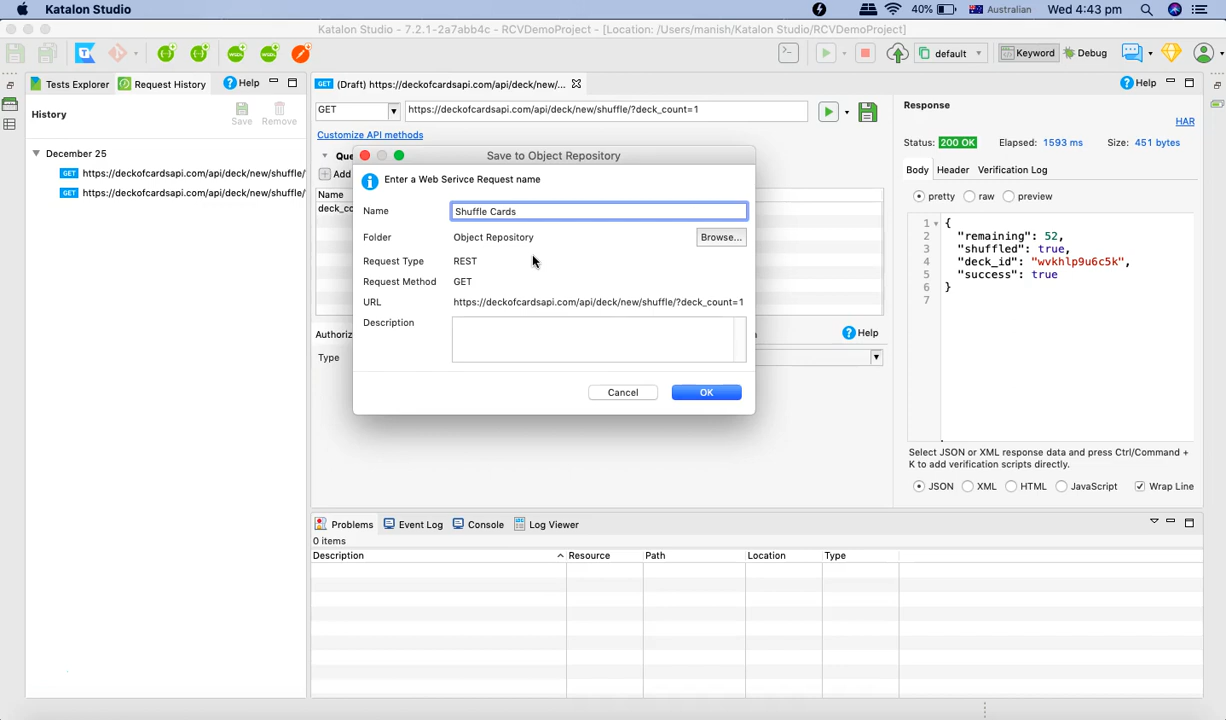 Katalon Studio
40%
Australian
Wed 4:43 pm
Katalon Studio - 7.2.1-2a7abb4c - RCVDemoProject - [Location: /Users/manish/Katalon Studio/RCVDemoProject]
default
Keyword
Debug
Tests Explorer
Request History
Help
History
Save
Remove
December 25
GET https://deckofcardsapi.com/api/deck/new/shuffle/
GET https://deckofcardsapi.com/api/deck/new/shuffle/
GET (Draft) https://deckofcardsapi.com/api/deck/new/...
Help
GET
https://deckofcardsapi.com/api/deck/new/shuffle/?deck_count=1
Customize API methods
Que
Add
Name
deck_co
Authoriz
Help
Type
Save to Object Repository
Enter a Web Serivce Request name
Name
Shuffle Cards
Folder
Object Repository
Browse...
Request Type
REST
Request Method
GET
URL
https://deckofcardsapi.com/api/deck/new/shuffle/?deck_count=1
Description
Cancel
OK
Response
HAR
Status: 200 OK
Elapsed: 1593 ms
Size: 451 bytes
Body
Header
Verification Log
pretty
raw
preview
1 {
2 "remaining": 52,
3 "shuffled": true,
4 "deck_id": "wvkhlp9u6c5k",
5 "success": true
6 }
7
Select JSON or XML response data and press Ctrl/Command +
K to add verification scripts directly.
JSON
XML
HTML
JavaScript
Wrap Line
Problems
Event Log
Console
Log Viewer
0 items
Description
Resource
Path
Location
Type